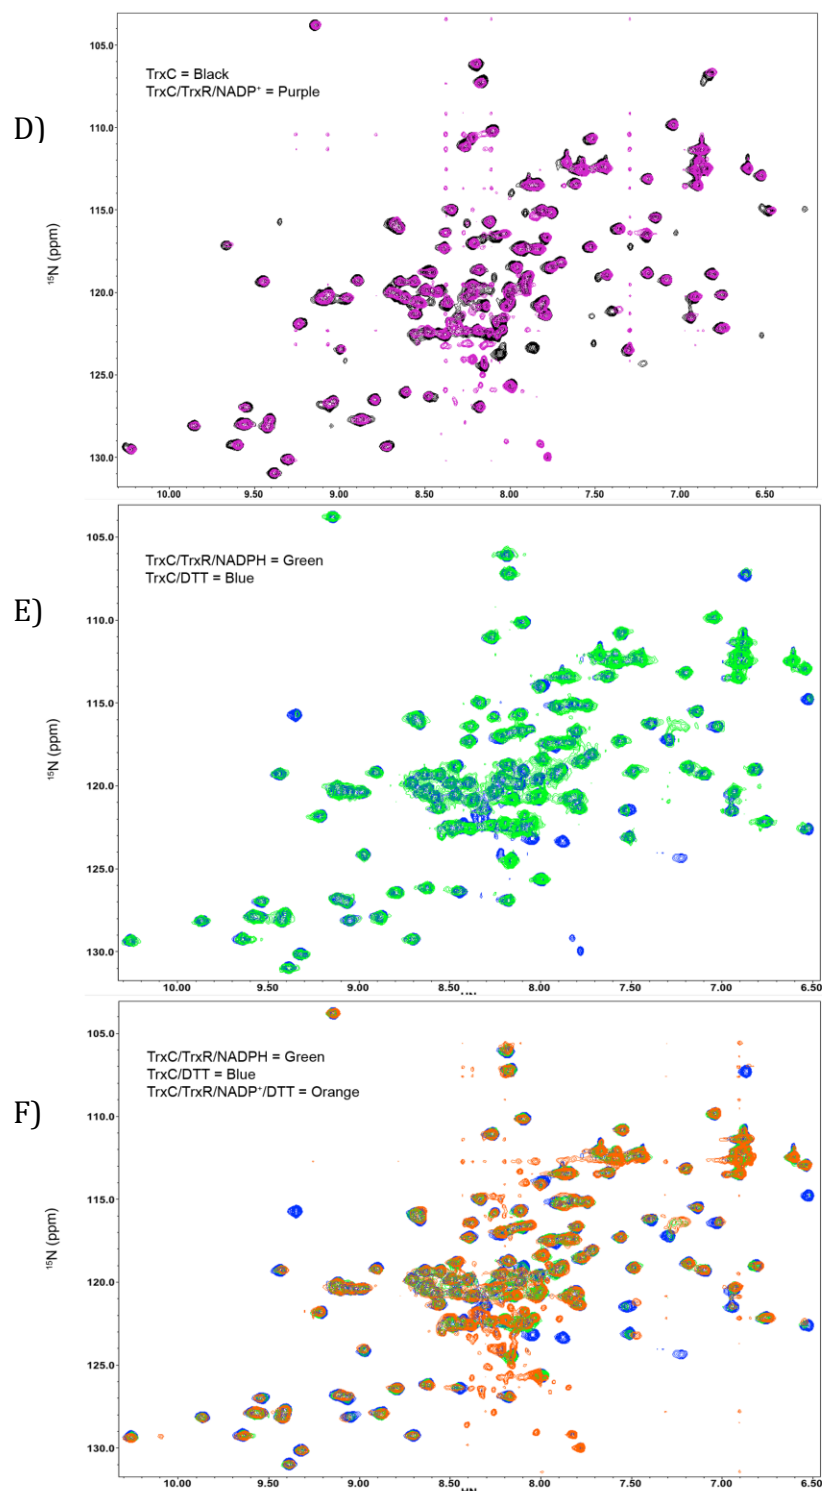 D)
TrxC = Black
TrxC/TrxR/NADP⁺ = Purple
105.0
110.0
115.0
120.0
125.0
130.0
¹⁵N (ppm)
10.00 9.50 9.00 8.50 8.00 7.50 7.00 6.50
E)
TrxC/TrxR/NADPH = Green
TrxC/DTT = Blue
105.0
110.0
115.0
120.0
125.0
130.0
¹⁵N (ppm)
10.00 9.50 9.00 8.50 8.00 7.50 7.00 6.50
F)
TrxC/TrxR/NADPH = Green
TrxC/DTT = Blue
TrxC/TrxR/NADP⁺/DTT = Orange
105.0
110.0
115.0
120.0
125.0
130.0
¹⁵N (ppm)
10.00 9.50 9.00 8.50 8.00 7.50 7.00 6.50